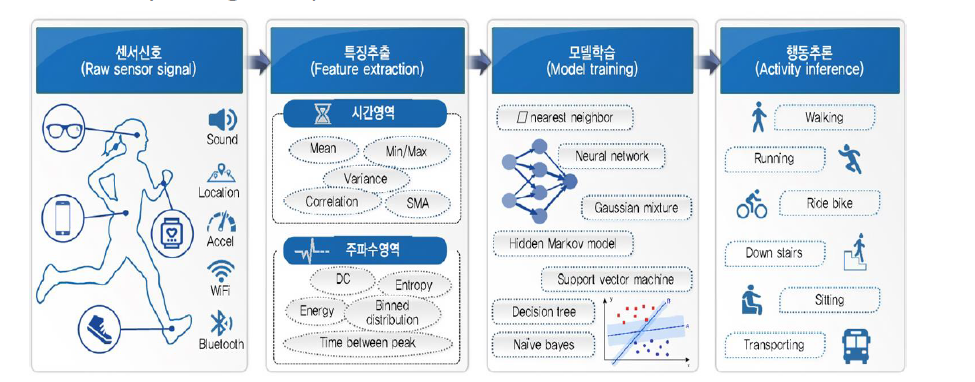 센서신호
(Raw sensor signal)
Sound
Location
Accel
WiFi
Bluetooth
특징추출
(Feature extraction)
시간영역
Mean
Min/Max
Variance
Correlation
SMA
주파수영역
DC
Entropy
Energy
Binned
distribution
Time between peak
모델학습
(Model training)
nearest neighbor
Neural network
Gaussian mixture
Hidden Markov model
Support vector machine
Decision tree
Naïve bayes
행동추론
(Activity inference)
Walking
Running
Ride bike
Down stairs
Sitting
Transporting